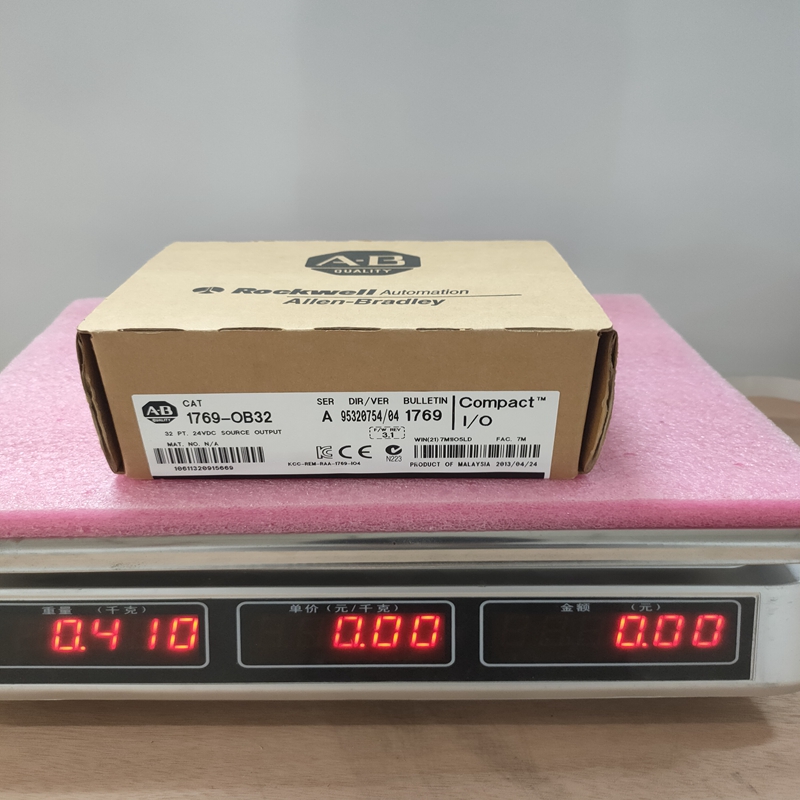 A-B
QUALITY
Rockwell Automation
Allen-Bradley
A-B
QUALITY
CAT
1769-OB32
32 PT. 24VDC SOURCE OUTPUT
MAT. NO. N/A
10611320915669
SER DIR/VER BULLETIN
A 95320754/04 1769
F/W REV
3.1
Compact™
I/O
KCC-REM-RAA-1769-IO4
CE
N223
WIN(21) FAC. 7M
PRODUCT OF MALAYSIA 2013/04/24
重量 (千克)
0.410
单价 (元/千克)
0.00
金额 (元)
0.00